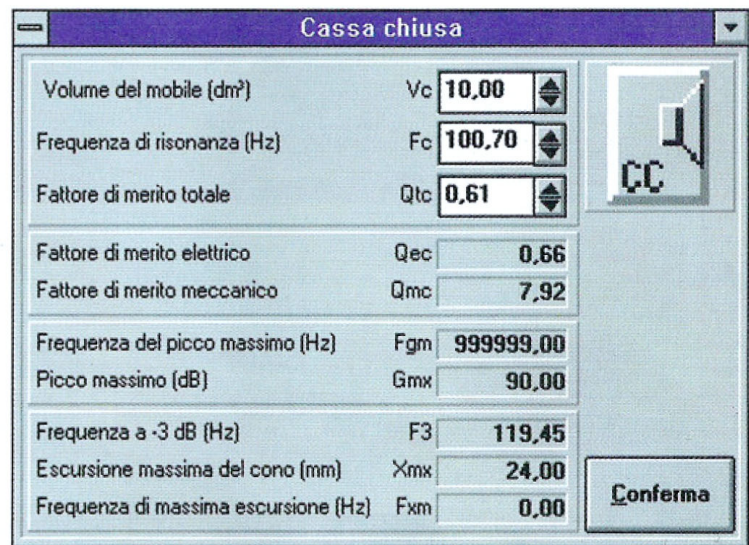 Cassa chiusa
Volume del mobile (dm³) Vc 10,00
Frequenza di risonanza (Hz) Fc 100,70
Fattore di merito totale Qtc 0,61
CC
Fattore di merito elettrico Qec 0,66
Fattore di merito meccanico Qmc 7,92
Frequenza del picco massimo (Hz) Fgm 999999,00
Picco massimo (dB) Gmx 90,00
Frequenza a -3 dB (Hz) F3 119,45
Escursione massima del cono (mm) Xmx 24,00
Frequenza di massima escursione (Hz) Fxm 0,00
Conferma